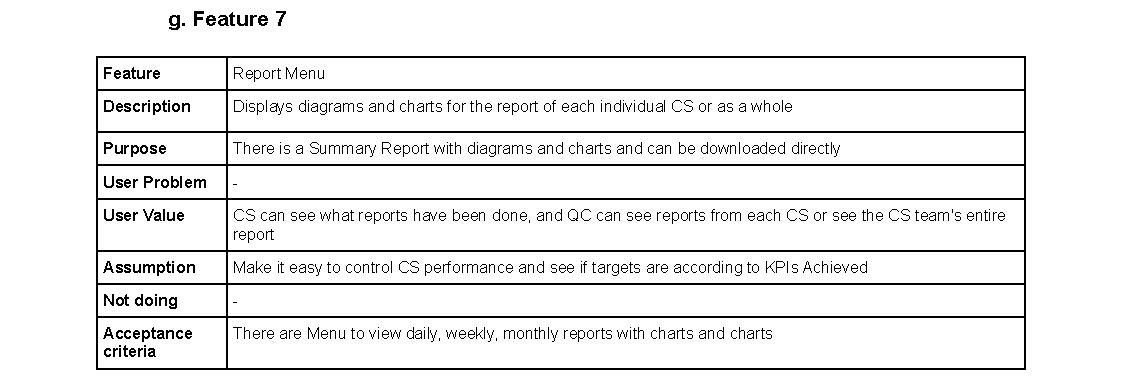 g. Feature 7
Feature
Report Menu
Description
Displays diagrams and charts for the report of each individual CS or as a whole
Purpose
There is a Summary Report with diagrams and charts and can be downloaded directly
User Problem
-
User Value
CS can see what reports have been done, and QC can see reports from each CS or see the CS team's entire
report
Assumption
Make it easy to control CS performance and see if targets are according to KPIs Achieved
Not doing
-
Acceptance
criteria
There are Menu to view daily, weekly, monthly reports with charts and charts